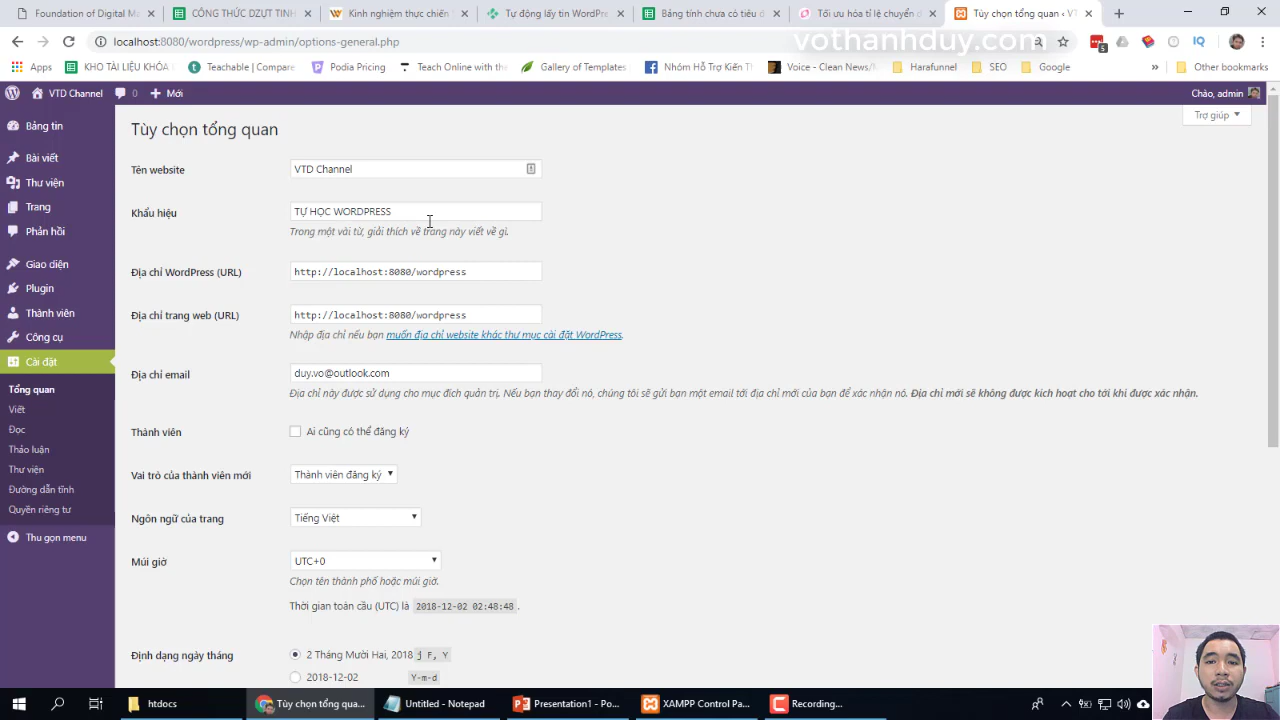 Foundation of Digital Ma
CÔNG THỨC DZỤT TINH
Kinh nghiệm thực chiến
Tự động lấy tin WordPre
Bảng tính chưa có tiêu đ
Tối ưu hóa tỉ lệ chuyển d
Tùy chọn tổng quan ‹ VT
localhost:8080/wordpress/wp-admin/options-general.php
vothanhduy.com
Apps
KHO TÀI LIỆU KHÓA
Teachable | Compare
Podia Pricing
Teach Online with the
Gallery of Templates
Nhóm Hỗ Trợ Kiến T
Voice - Clean News/
Harafunnel
SEO
Google
»
Other bookmarks
VTD Channel
0
+ Mới
Chào, admin
Bảng tin
Bài viết
Thư viện
Trang
Phản hồi
Giao diện
Plugin
Thành viên
Công cụ
Cài đặt
Tổng quan
Viết
Đọc
Thảo luận
Thư viện
Đường dẫn tĩnh
Quyền riêng tư
Thu gọn menu
Trợ giúp
Tùy chọn tổng quan
Tên website
VTD Channel
Khẩu hiệu
TỰ HỌC WORDPRESS
Trong một vài từ, giải thích về trang này viết về gì.
Địa chỉ WordPress (URL)
http://localhost:8080/wordpress
Địa chỉ trang web (URL)
http://localhost:8080/wordpress
Nhập địa chỉ nếu bạn muốn địa chỉ website khác thư mục cài đặt WordPress.
Địa chỉ email
duy.vo@outlook.com
Địa chỉ này được sử dụng cho mục đích quản trị. Nếu bạn thay đổi nó, chúng tôi sẽ gửi bạn một email tới địa chỉ mới của bạn để xác nhận nó. Địa chỉ mới sẽ không được kích hoạt cho tới khi được xác nhận.
Thành viên
Ai cũng có thể đăng ký
Vai trò của thành viên mới
Thành viên đăng ký
Ngôn ngữ của trang
Tiếng Việt
Múi giờ
UTC+0
Chọn tên thành phố hoặc múi giờ.
Thời gian toàn cầu (UTC) là 2018-12-02 02:48:48 .
Định dạng ngày tháng
2 Tháng Mười Hai, 2018 j F, Y
2018-12-02 Y-m-d
htdocs
Tùy chọn tổng qua...
Untitled - Notepad
Presentation1 - Po...
XAMPP Control Pa...
Recording...